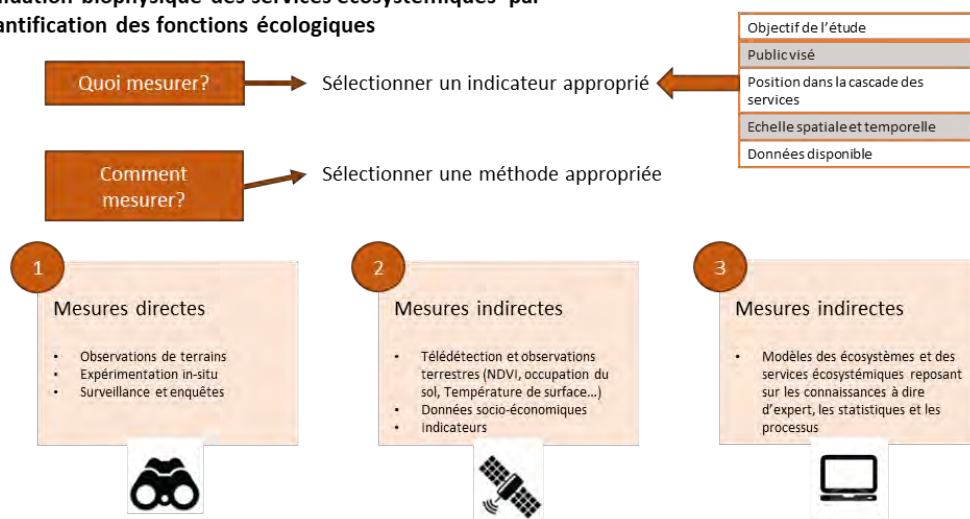 des services écosystémiques par
des fonctions écologiques
Quoi mesurer?
Sélectionner un indicateur approprié
Objectif de l'étude
Public visé
Position dans la cascade des
services
Echelle spatiale et temporelle
Données disponible
Comment
mesurer?
Sélectionner une méthode appropriée
1
Mesures directes
• Observations de terrains
• Expérimentation in-situ
• Surveillance et enquêtes
2
Mesures indirectes
• Télédétection et observations
terrestres (NDVI, occupation du
sol, Température de surface...)
• Données socio-économiques
• Indicateurs
3
Mesures indirectes
• Modèles des écosystèmes et des
services écosystémiques reposant
sur les connaissances à dire
d'expert, les statistiques et les
processus